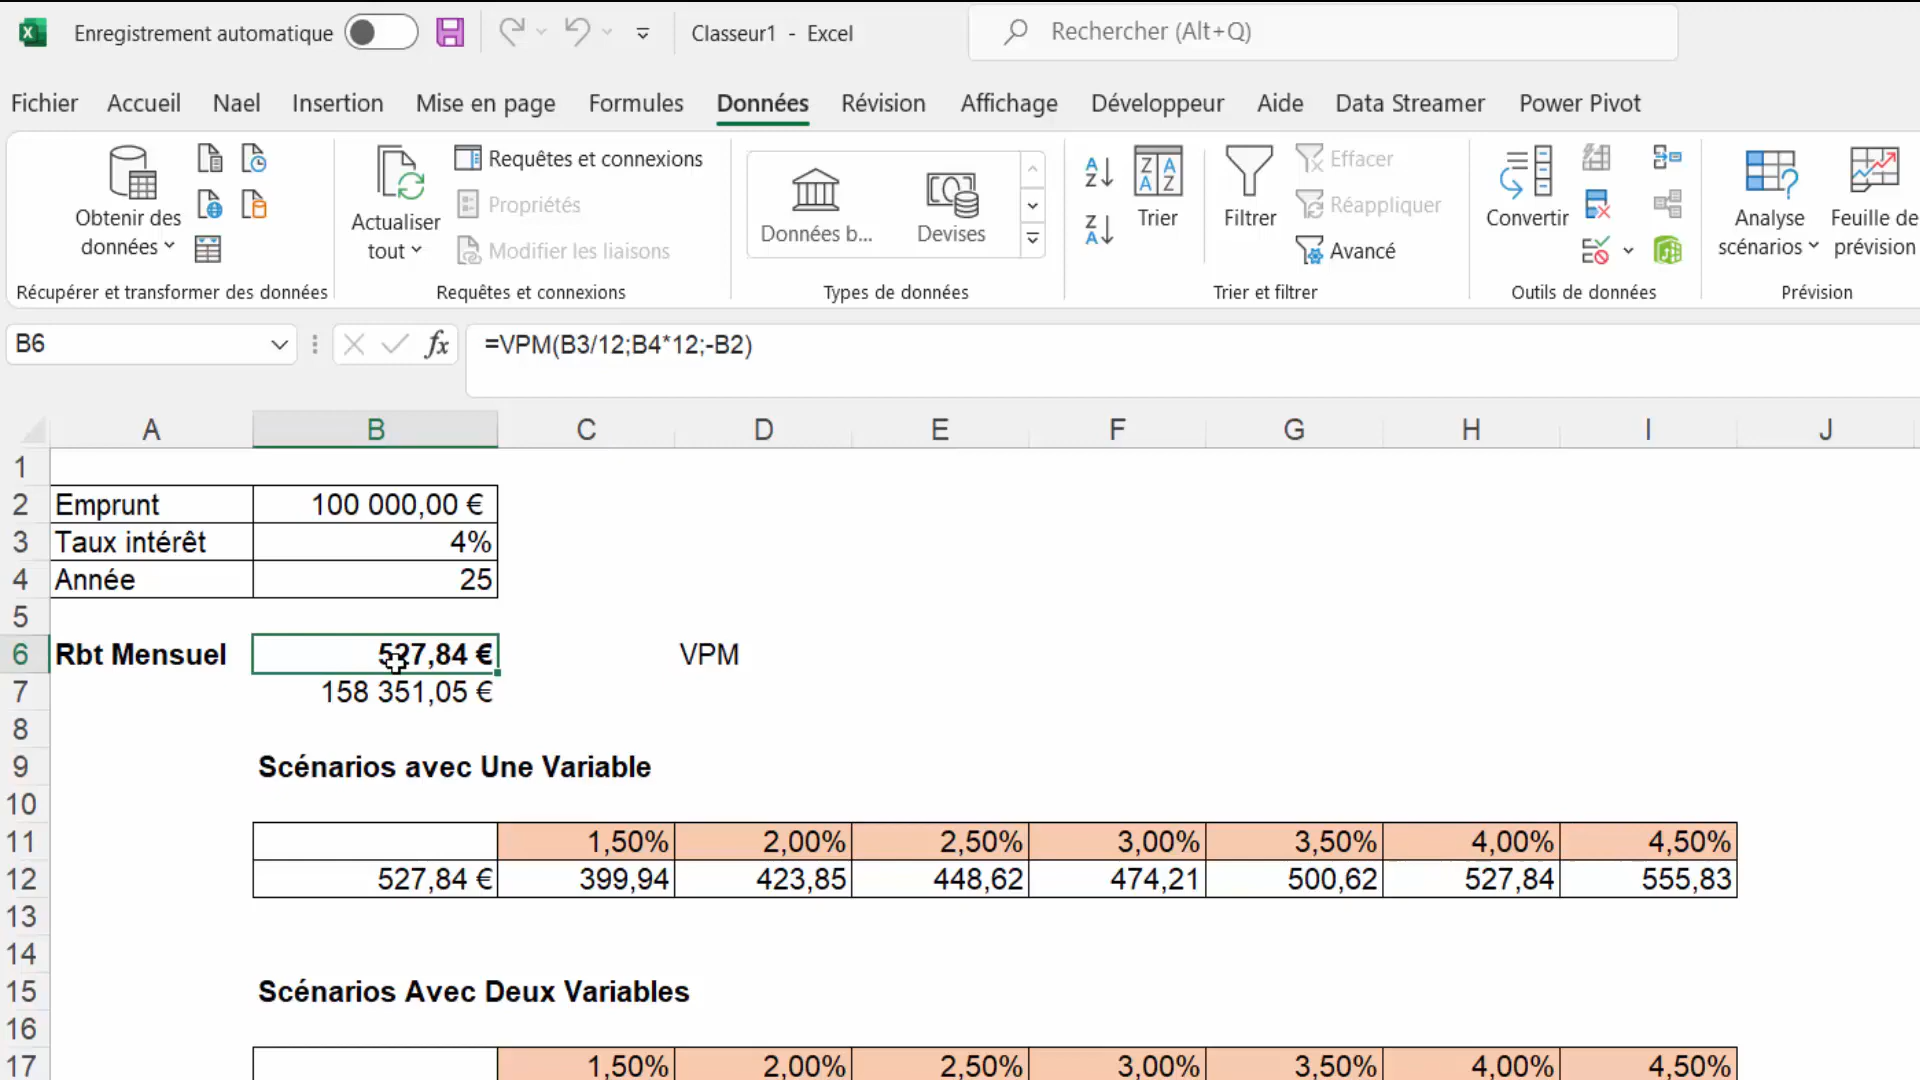 Enregistrement automatique
Classeur1 - Excel
Rechercher (Alt+Q)
Fichier Accueil Nael Insertion Mise en page Formules Données Révision Affichage Développeur Aide Data Streamer Power Pivot
Obtenir des données
Actualiser tout
Requêtes et connexions
Propriétés
Modifier les liaisons
Données b...
Devises
Trier
Filtrer
Effacer
Réappliquer
Avancé
Convertir
Analyse scénarios
Feuille de prévision
Récupérer et transformer des données
Requêtes et connexions
Types de données
Trier et filtrer
Outils de données
Prévision
B6
fx
=VPM(B3/12;B4*12;-B2)
A B C D E F G H I J
1
2 Emprunt 100 000,00 €
3 Taux intérêt 4%
4 Année 25
5
6 Rbt Mensuel 527,84 € VPM
7 158 351,05 €
8
9 Scénarios avec Une Variable
10
11 1,50% 2,00% 2,50% 3,00% 3,50% 4,00% 4,50%
12 527,84 € 399,94 423,85 448,62 474,21 500,62 527,84 555,83
13
14
15 Scénarios Avec Deux Variables
16
17 1,50% 2,00% 2,50% 3,00% 3,50% 4,00% 4,50%